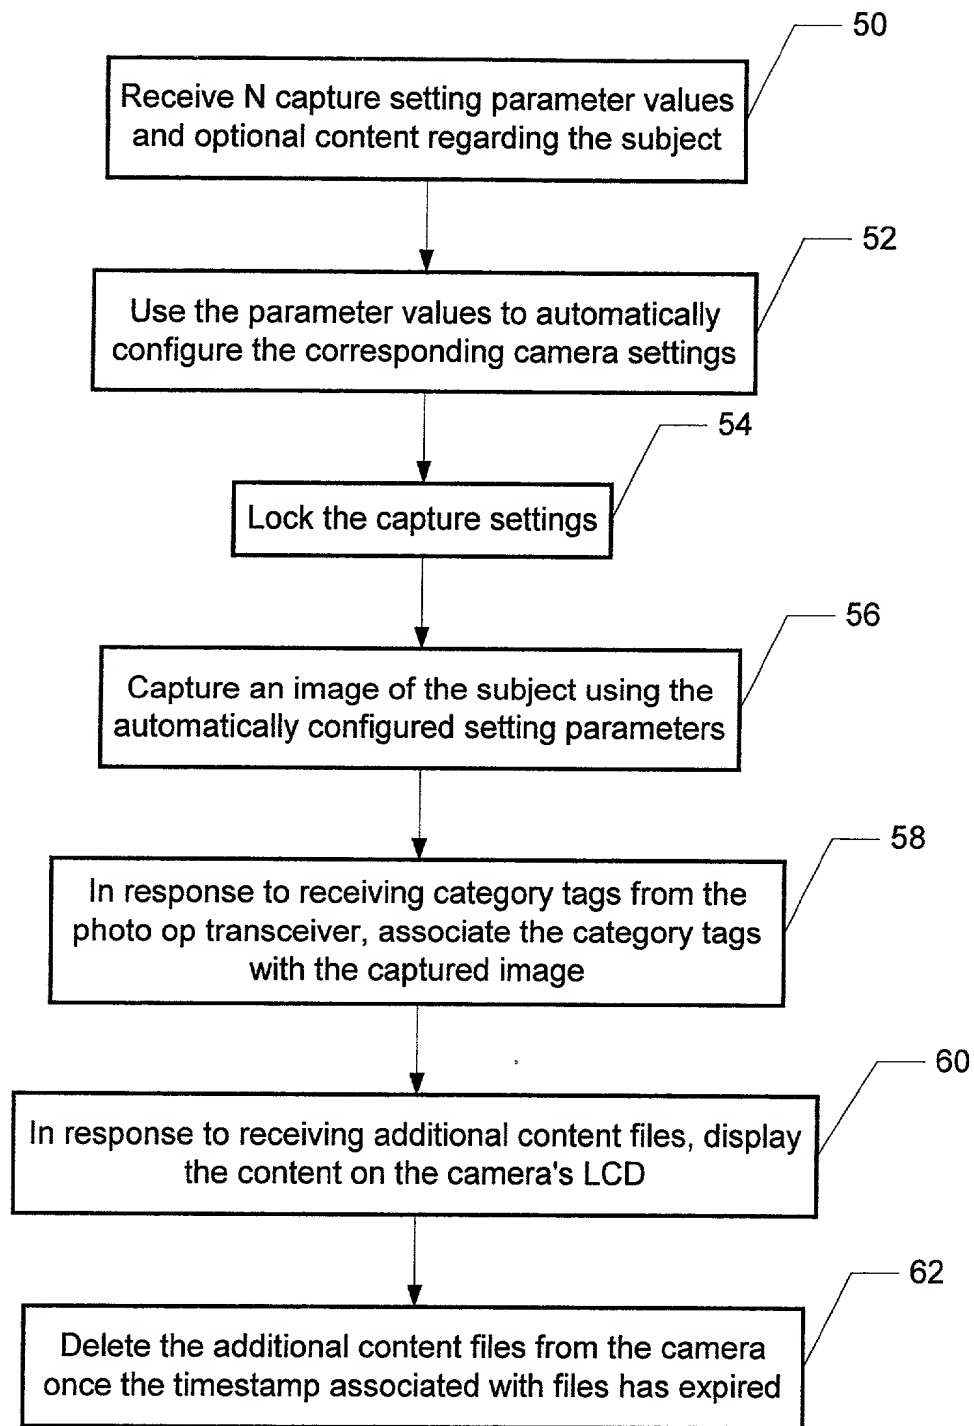 50
Receive N capture setting parameter values
and optional content regarding the subject
52
Use the parameter values to automatically
configure the corresponding camera settings
54
Lock the capture settings
56
Capture an image of the subject using the
automatically configured setting parameters
58
In response to receiving category tags from the
photo op transceiver, associate the category tags
with the captured image
60
In response to receiving additional content files, display
the content on the camera's LCD
62
Delete the additional content files from the camera
once the timestamp associated with files has expired